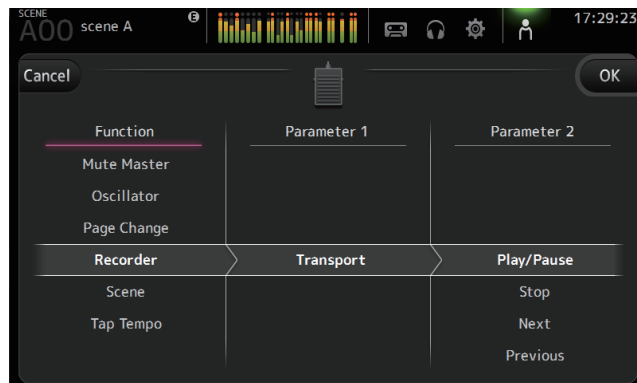 SCENE
A00 scene A
E
17:29:23
Cancel
OK
Function Parameter 1 Parameter 2
Mute Master
Oscillator
Page Change
Recorder Transport Play/Pause
Scene Stop
Tap Tempo Next
Previous